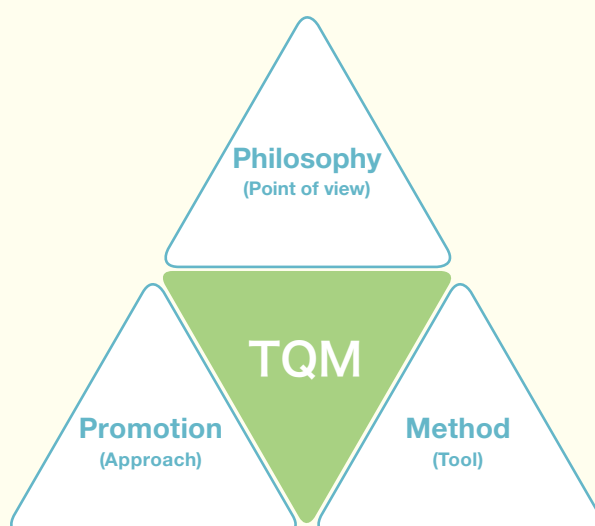 Philosophy
(Point of view)
TQM
Promotion
(Approach)
Method
(Tool)